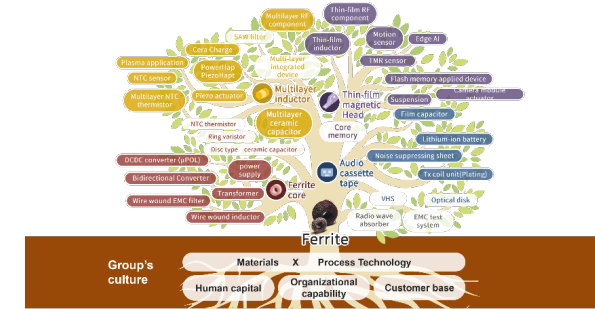 Multilayer RF
component
Thin-film RF
component
SAW filter
Thin-film
inductor
Motion
sensor
Edge AI
Cera Charge
Plasma application
PowerHap
PiezoHapt
Multi-layer
integrated
device
TMR sensor
NTC sensor
Flash memory applied device
Multilayer NTC
thermistor
Piezo actuator
Multilayer
inductor
Thin-film
magnetic
Head
Suspension
Camera module
actuator
Film capacitor
NTC thermistor
Multilayer
ceramic
capacitor
Core
memory
Ring varistor
Lithium-ion battery
Disc type ceramic capacitor
Noise suppressing sheet
DCDC converter (μPOL)
power
supply
Audio
cassette
tape
Bidirectional Converter
Tx coil unit(Plating)
Transformer
Ferrite
core
Wire wound EMC filter
VHS
Optical disk
Wire wound inductor
Radio wave
absorber
EMC test
system
Ferrite
Group's
culture
Materials X Process Technology
Human capital
Organizational
capability
Customer base